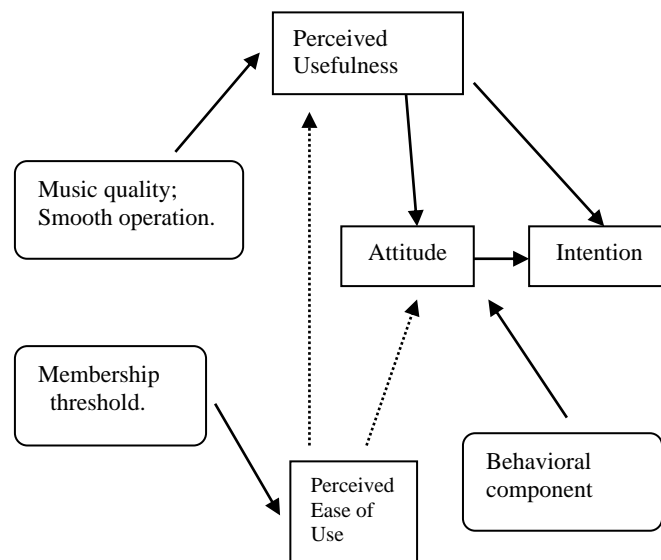 Perceived
Usefulness
Music quality;
Smooth operation.
Attitude
Intention
Membership
threshold.
Behavioral
component
Perceived
Ease of
Use